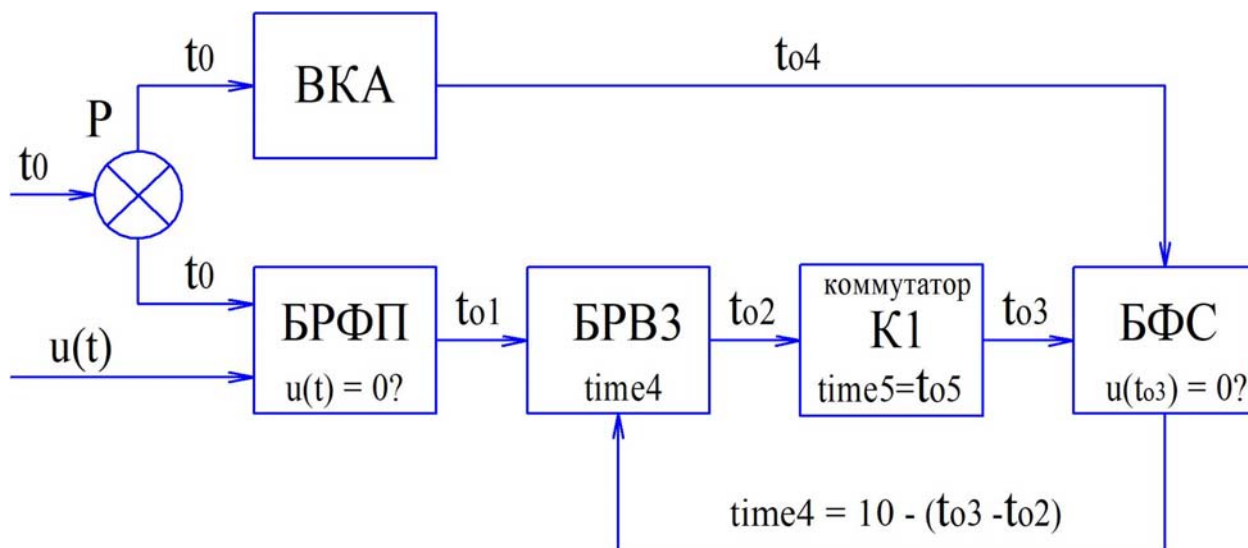 t0
ВКА
to4
P
t0
t0
БРФП
u(t) = 0?
to1
БРВЗ
time4
to2
коммутатор
К1
time5=to5
to3
БФС
u(to3) = 0?
u(t)
time4 = 10 - (to3 -to2)